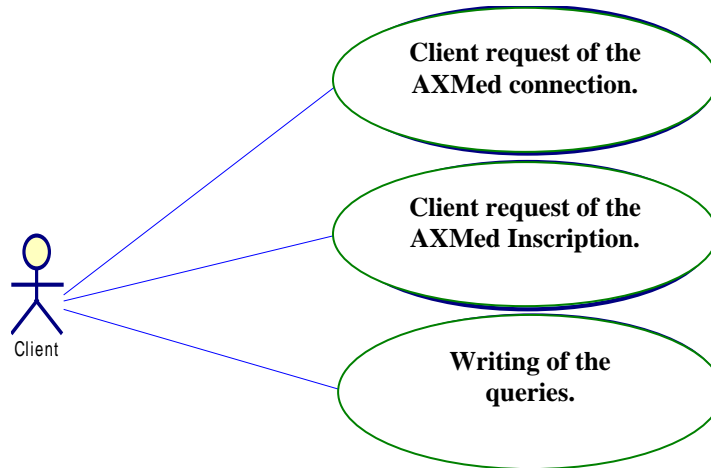 Client request of the
AXMed connection.
Client request of the
AXMed Inscription.
Client
Writing of the
queries.